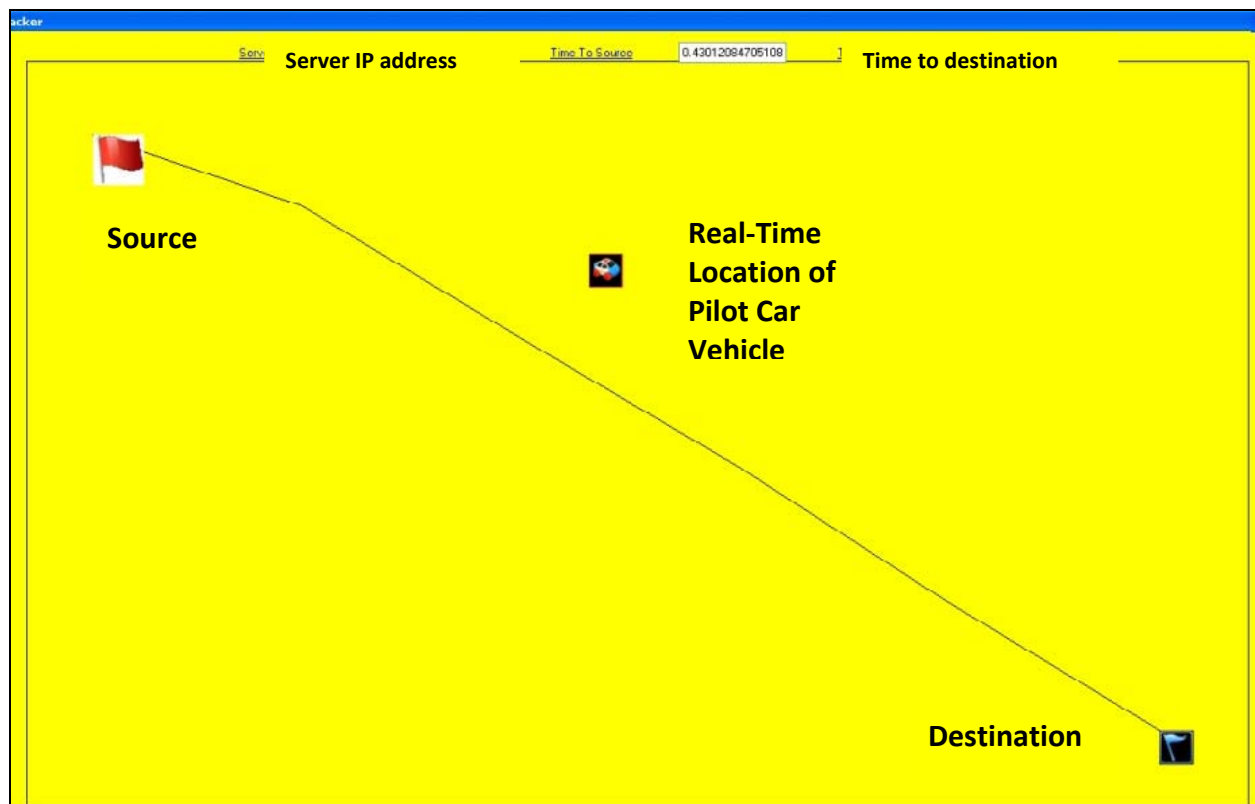 acker
Server IP address Time To Source 0.43012084705108 Time to destination
Source
Real-Time
Location of
Pilot Car
Vehicle
Destination